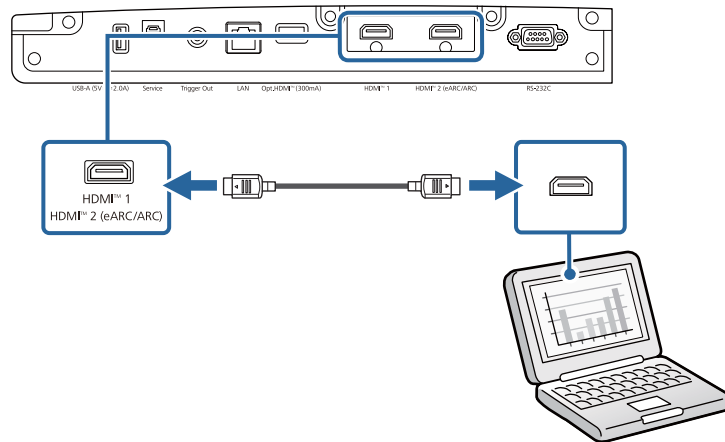 USB-A (5V 2.0A) Service Trigger Out LAN Opt.HDMI™ (300mA) HDMI™ 1 HDMI™ 2 (eARC/ARC) RS-232C
HDMI™ 1
HDMI™ 2 (eARC/ARC)